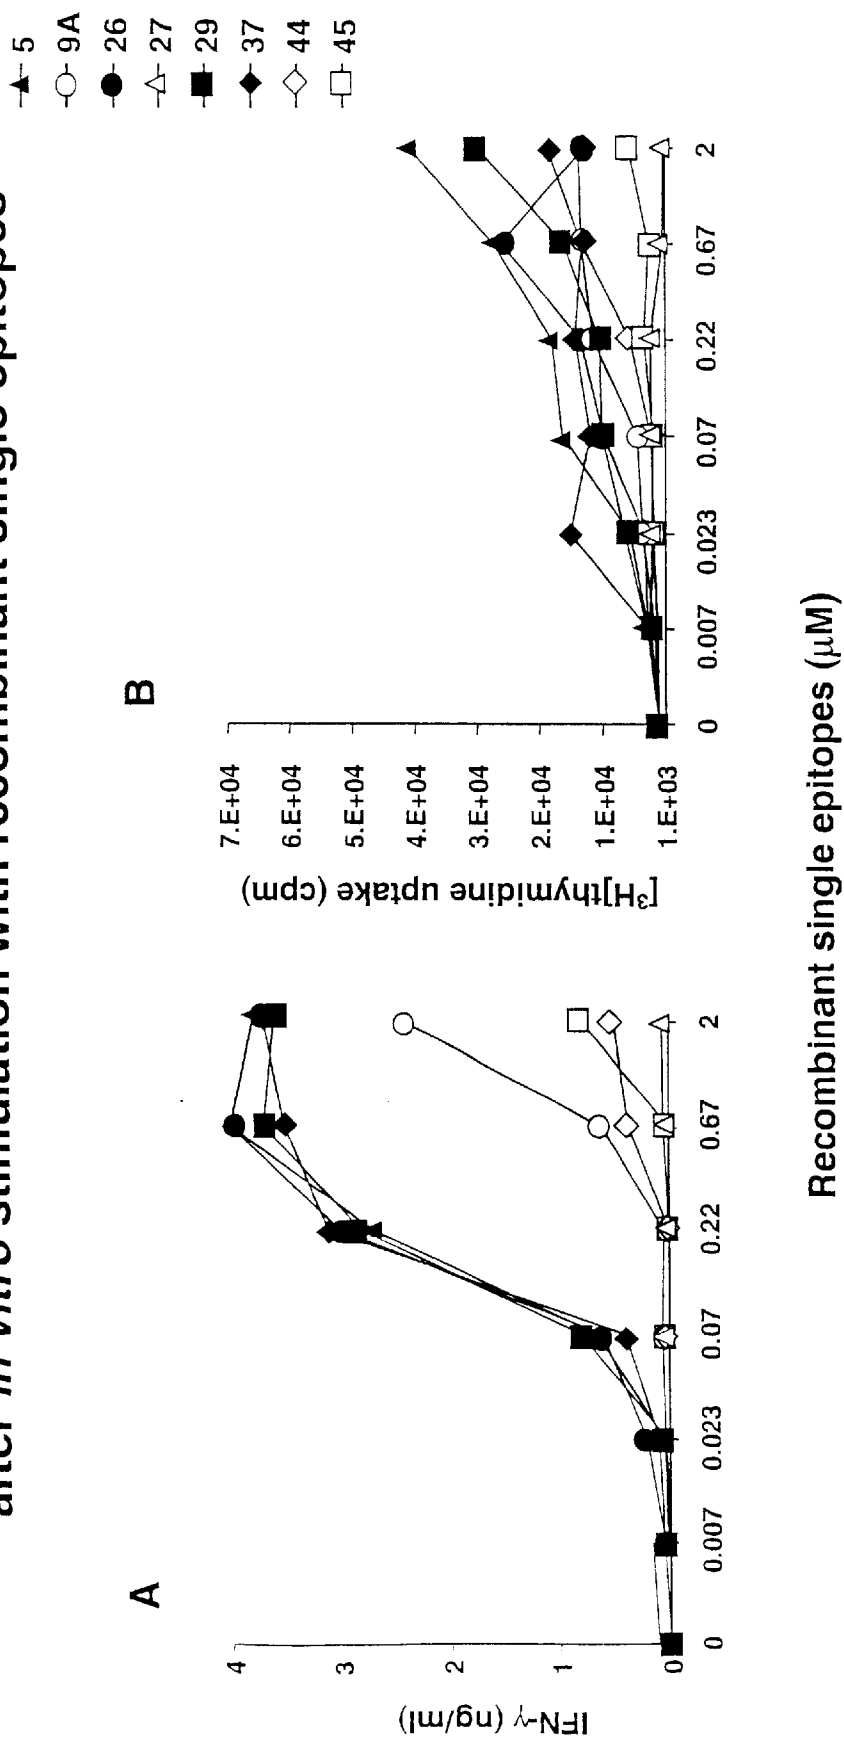 after in vitro stimulation with recombinant single epitopes
A
IFN-γ (ng/ml)
4
3
2
1
0
0
0.007
0.023
0.07
0.22
0.67
2
B
[³H]thymidine uptake (cpm)
7.E+04
6.E+04
5.E+04
4.E+04
3.E+04
2.E+04
1.E+04
1.E+03
0
0.007
0.023
0.07
0.22
0.67
2
Recombinant single epitopes (μM)
5
9A
26
27
29
37
44
45